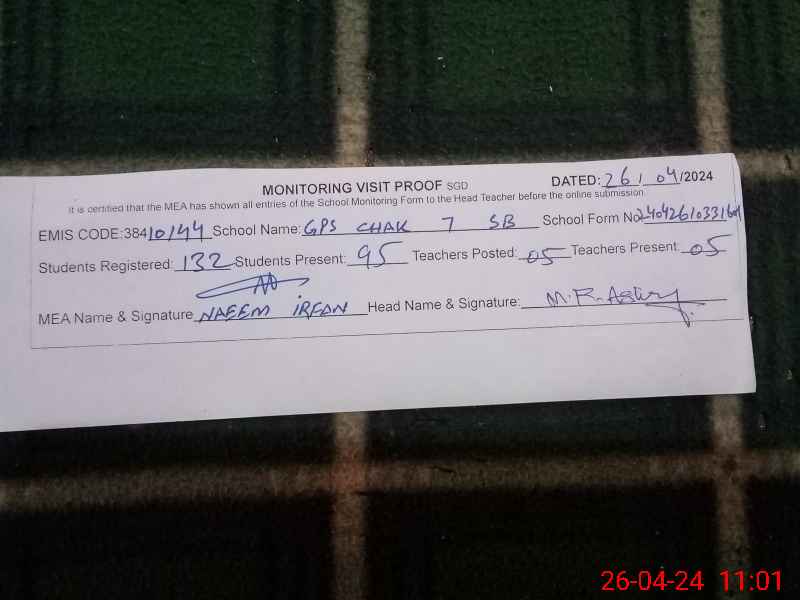 MONITORING VISIT PROOF SGD DATED: 26/04/2024
It is certified that the MEA has shown all entries of the School Monitoring Form to the Head Teacher before the online submission.
EMIS CODE:38410144 School Name: GPS CHAK 7 SB School Form No
Students Registered: 132 Students Present: 95 Teachers Posted: 05 Teachers Present: 05
MEA Name & Signature NAEEM IRFAN Head Name & Signature: M.R.
26-04-24 11:01